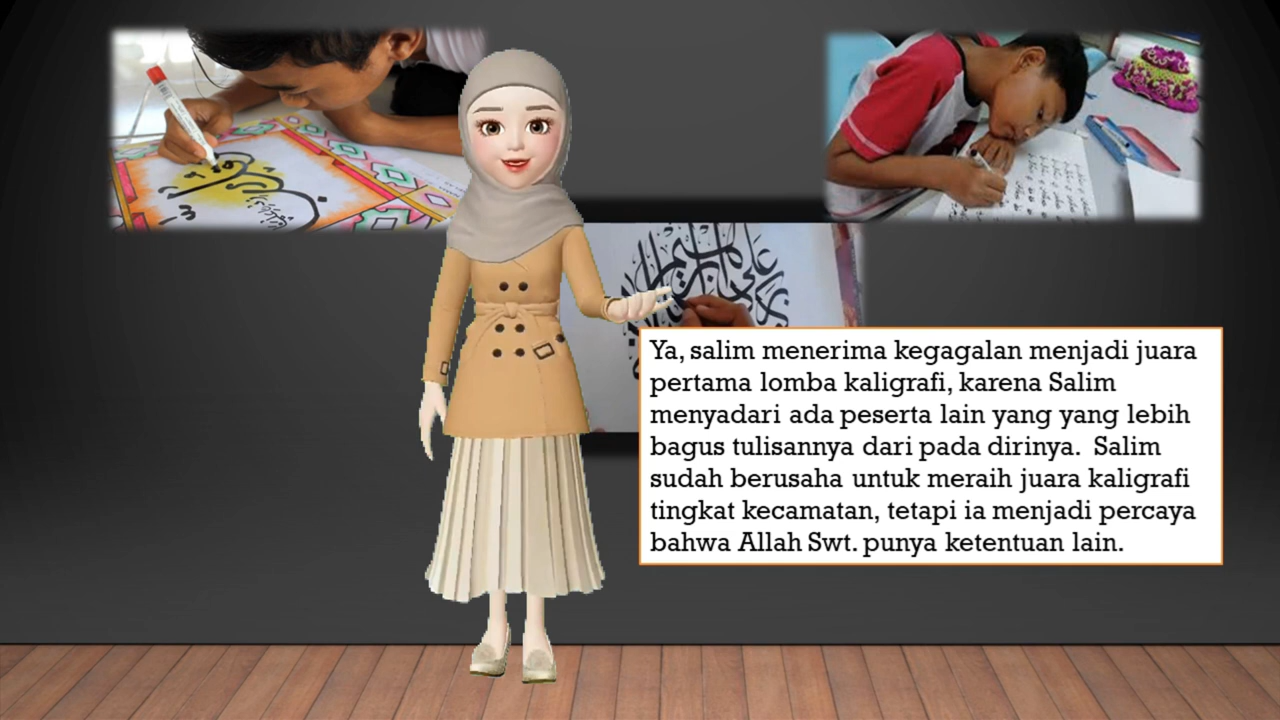 Ya, salim menerima kegagalan menjadi juara
pertama lomba kaligrafi, karena Salim
menyadari ada peserta lain yang yang lebih
bagus tulisannya dari pada dirinya.  Salim
sudah berusaha untuk meraih juara kaligrafi
tingkat kecamatan, tetapi ia menjadi percaya
bahwa Allah Swt. punya ketentuan lain.